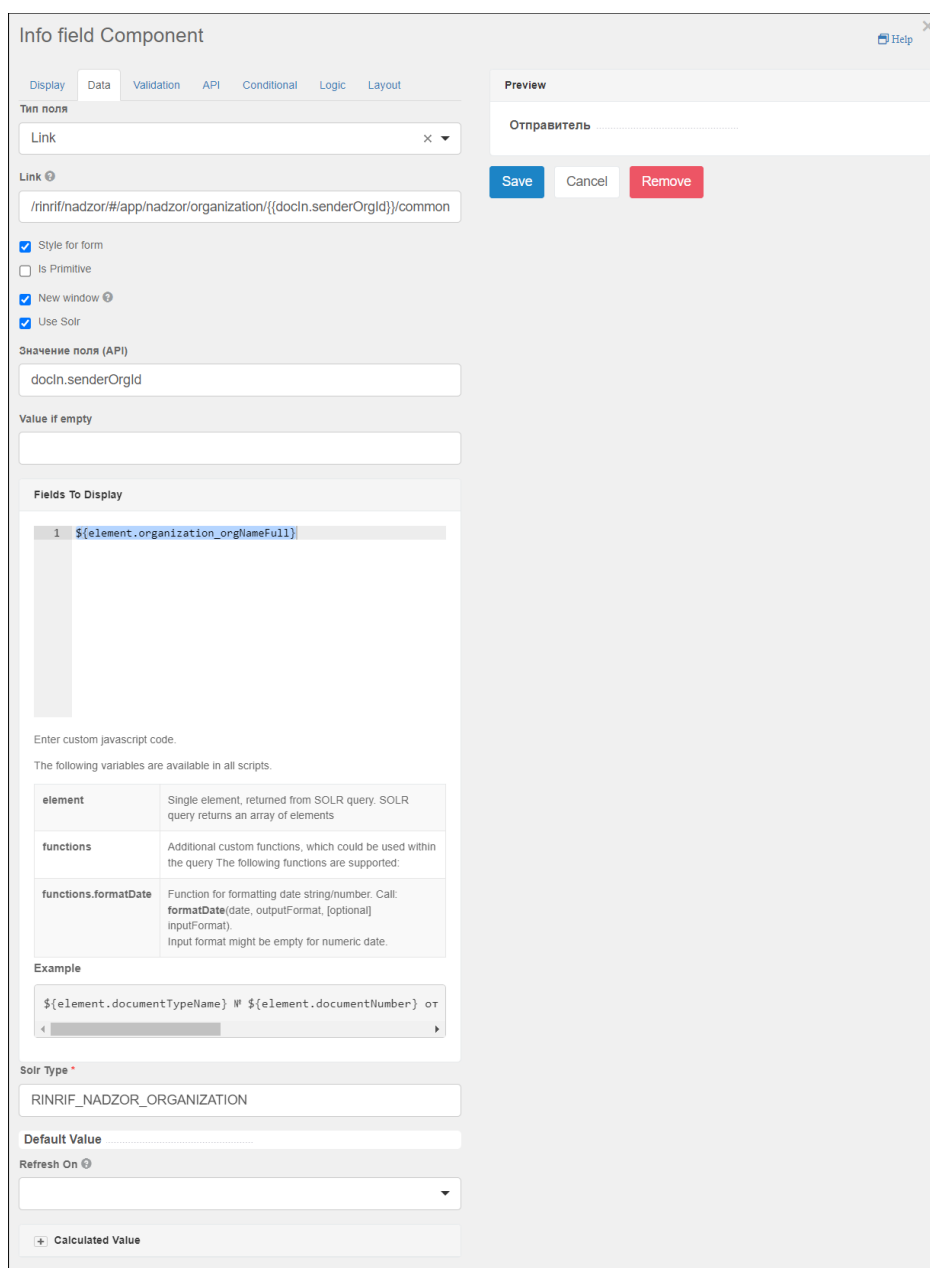 Info field Component
Help
Display Data Validation API Conditional Logic Layout
Тип поля
Link
Link
/rinrif/nadzor/#/app/nadzor/organization/{{docIn.senderOrgId}}/common
Style for form
Is Primitive
New window
Use Solr
Значение поля (API)
docIn.senderOrgId
Value if empty
Fields To Display
1 ${element.organization_orgNameFull}
Enter custom javascript code.
The following variables are available in all scripts.
element Single element, returned from SOLR query. SOLR
query returns an array of elements
functions Additional custom functions, which could be used within
the query The following functions are supported:
functions.formatDate Function for formatting date string/number. Call:
formatDate(date, outputFormat, [optional]
inputFormat).
Input format might be empty for numeric date.
Example
${element.documentTypeName} № ${element.documentNumber} от
Solr Type *
RINRIF_NADZOR_ORGANIZATION
Default Value
Refresh On
Calculated Value
Preview
Отправитель
Save Cancel Remove